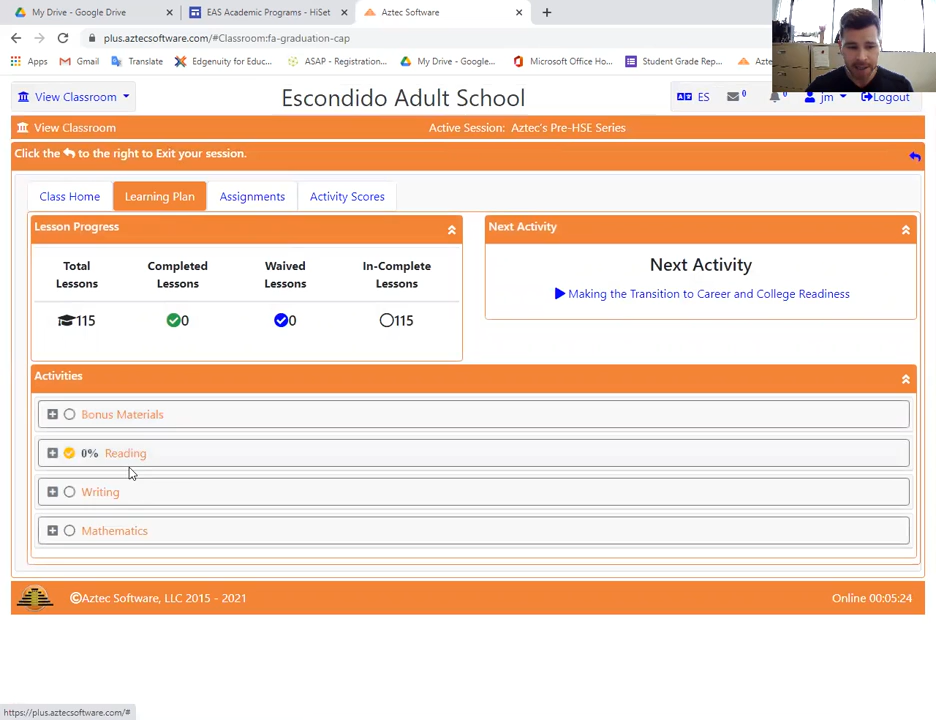 My Drive - Google Drive
EAS Academic Programs - HiSet
Aztec Software
plus.aztecsoftware.com/#Classroom:fa-graduation-cap
Apps
Gmail
Translate
Edgenuity for Educ...
ASAP - Registration...
My Drive - Google...
Microsoft Office Ho...
Student Grade Rep...
View Classroom
Escondido Adult School
ES
0
0
jm
Logout
View Classroom
Active Session: Aztec's Pre-HSE Series
Click the to the right to Exit your session.
Class Home
Learning Plan
Assignments
Activity Scores
Lesson Progress
Next Activity
Total Lessons
Completed Lessons
Waived Lessons
In-Complete Lessons
115
0
0
115
Next Activity
Making the Transition to Career and College Readiness
Activities
Bonus Materials
0% Reading
Writing
Mathematics
©Aztec Software, LLC 2015 - 2021
Online 00:05:24
https://plus.aztecsoftware.com/#